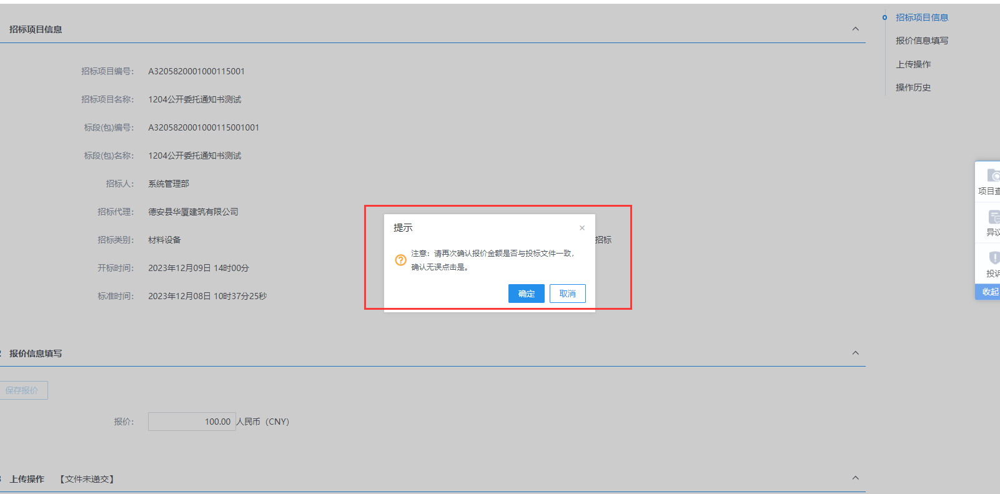 招标项目信息
招标项目编号：A3205820001000115001
招标项目名称：1204公开委托通知书测试
标段(包)编号：A3205820001000115001001
标段(包)名称：1204公开委托通知书测试
招标人：系统管理部
招标代理：德安县华厦建筑有限公司
招标类别：材料设备
招标
开标时间：2023年12月09日 14时00分
标准时间：2023年12月08日 10时37分25秒
提示
×
注意：请再次确认报价金额是否与投标文件一致，
确认无误点击是。
确定
取消
报价信息填写
保存报价
报价：100.00 人民币（CNY)
上传操作 【文件未递交】
招标项目信息
报价信息填写
上传操作
操作历史
项目查
异议
投诉
收起